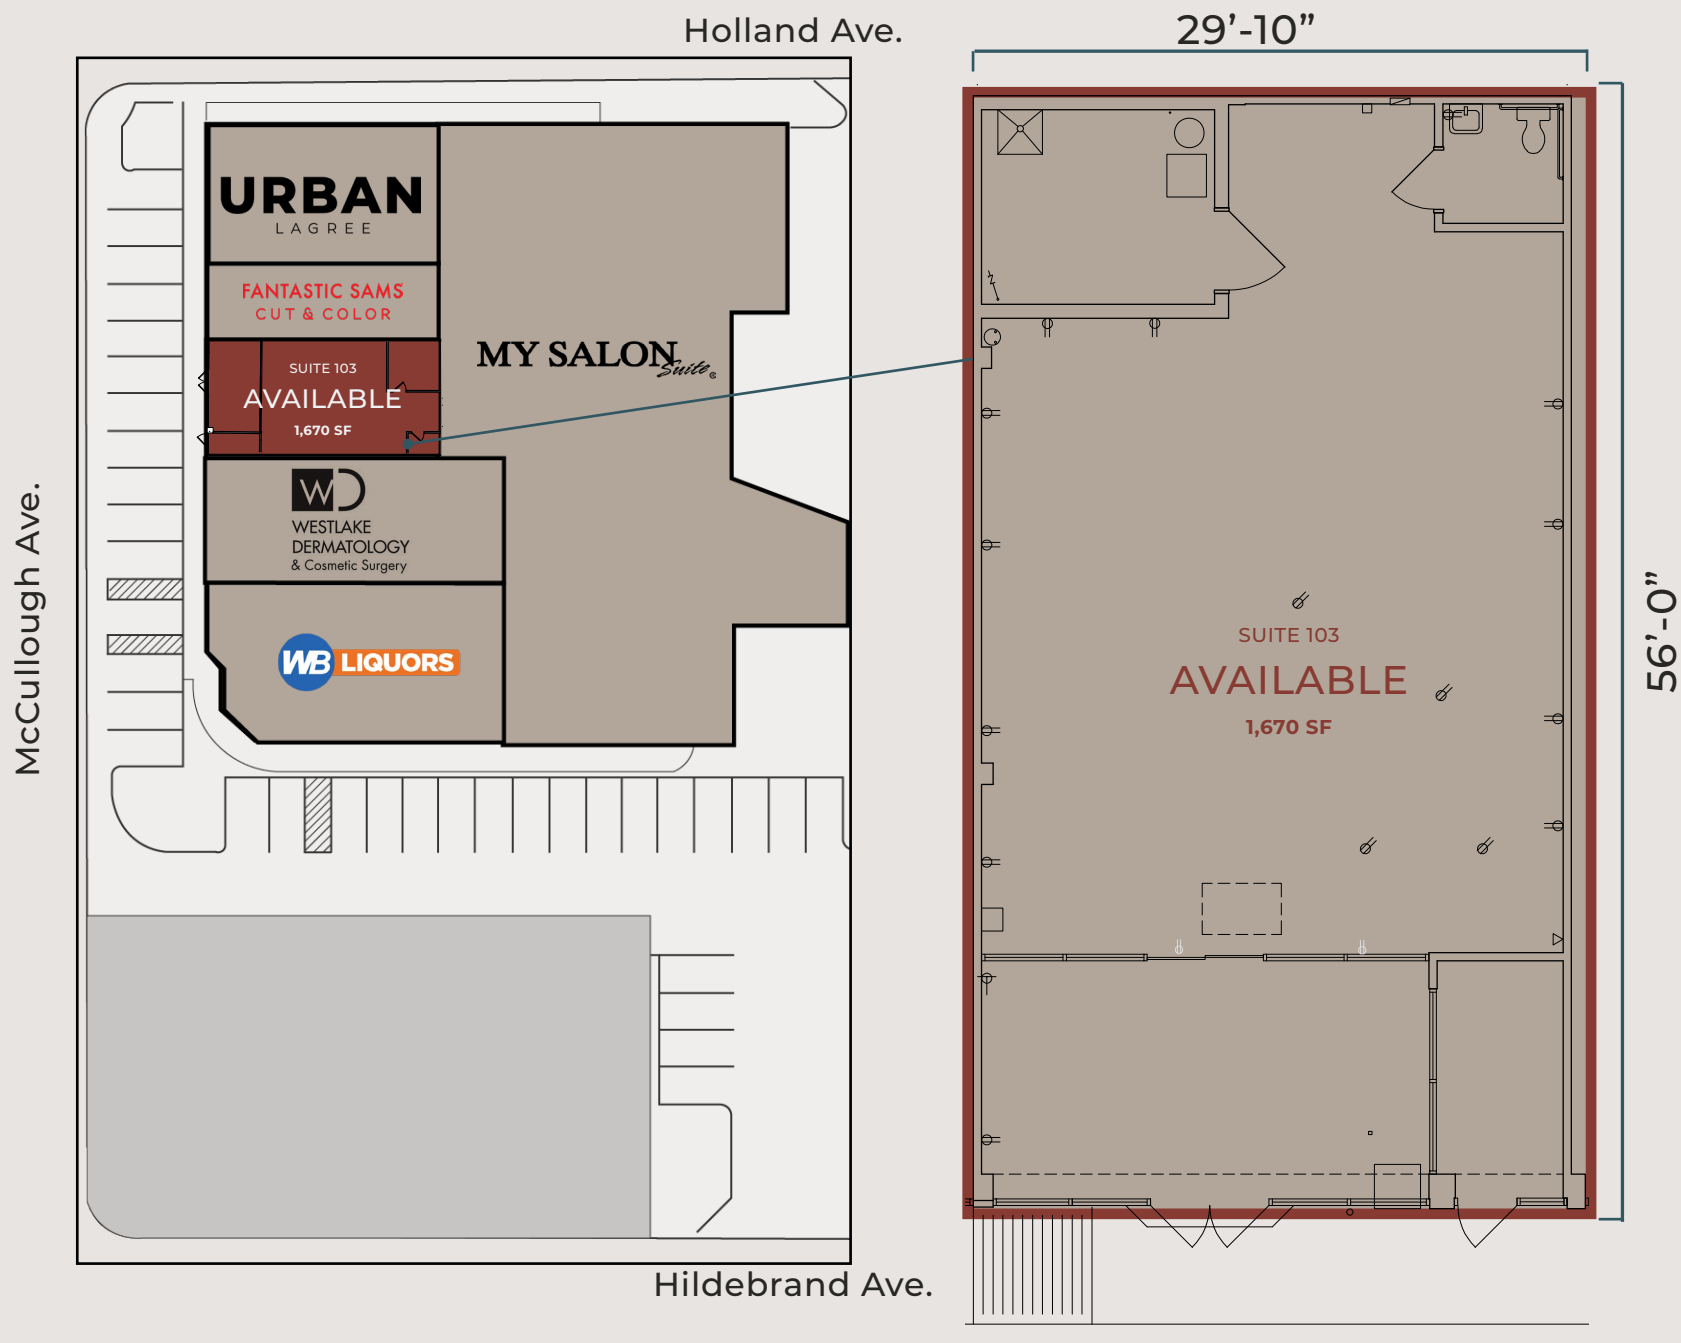 Holland Ave.
29’-10”
URBAN
LAGREE
FANTASTIC SAMS
CUT & COLOR
SUITE 103
AVAILABLE
1,670 SF
MY SALON
Suite
WD
WESTLAKE
DERMATOLOGY
& Cosmetic Surgery
WB LIQUORS
McCullough Ave.
SUITE 103
AVAILABLE
1,670 SF
56’-0”
Hildebrand Ave.